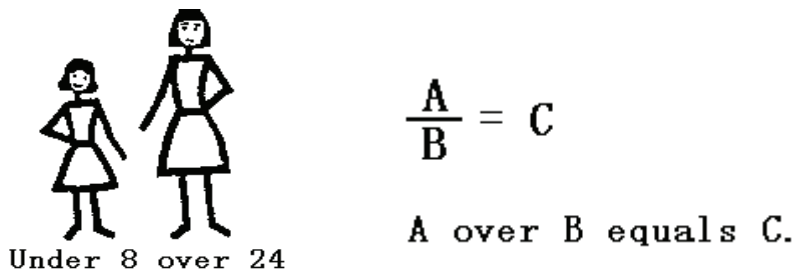 A
B
= C
A over B equals C.
Under 8 over 24